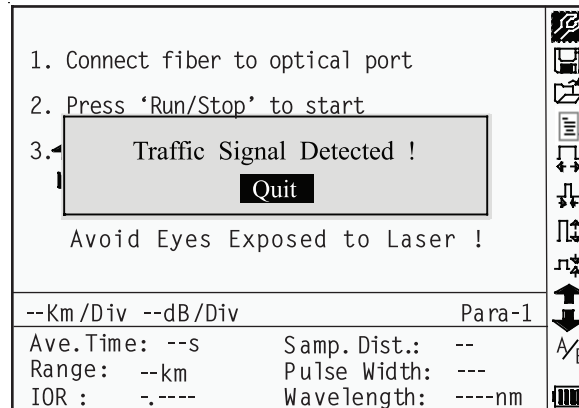 1. Connect fiber to optical port
2. Press ‘Run/Stop’ to start
3.
Traffic Signal Detected !
Quit
Avoid Eyes Exposed to Laser !
--Km/Div --dB/Div Para-1
Ave.Time: --s Samp.Dist.: --
Range: --km Pulse Width: ---
IOR : -.---- Wavelength: ----nm
A/B